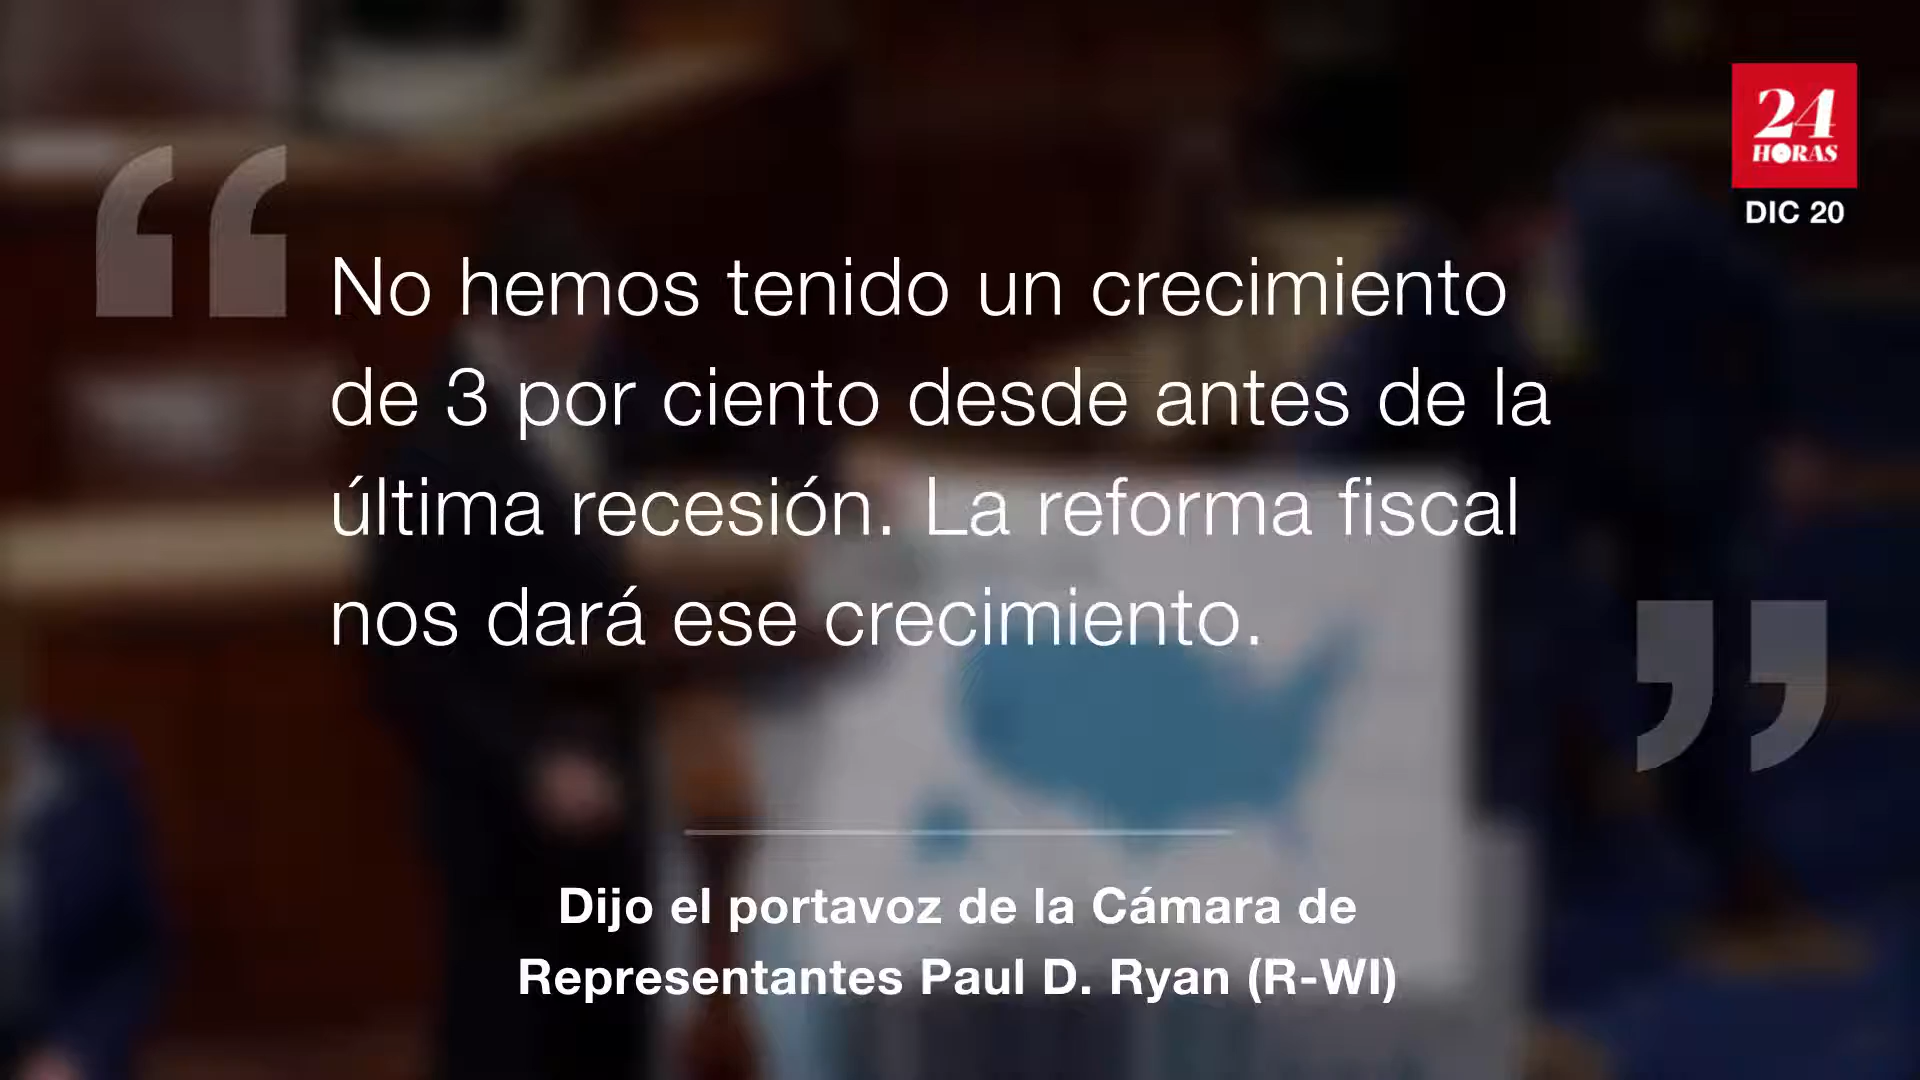 24
HORAS
DIC 20
“
No hemos tenido un crecimiento
de 3 por ciento desde antes de la
última recesión. La reforma fiscal
nos dará ese crecimiento.
”
Dijo el portavoz de la Cámara de
Representantes Paul D. Ryan (R-WI)